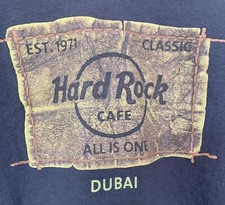 EST. 1971 CLASSIC
Hard Rock
CAFE
ALL IS ONE
DUBAI